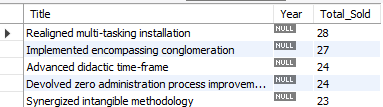 Title Year Total_Sold
Realigned multi-tasking installation NULL 28
Implemented encompassing conglomeration NULL 27
Advanced didactic time-frame NULL 24
Devolved zero administration process improvem... NULL 24
Synergized intangible methodology NULL 23